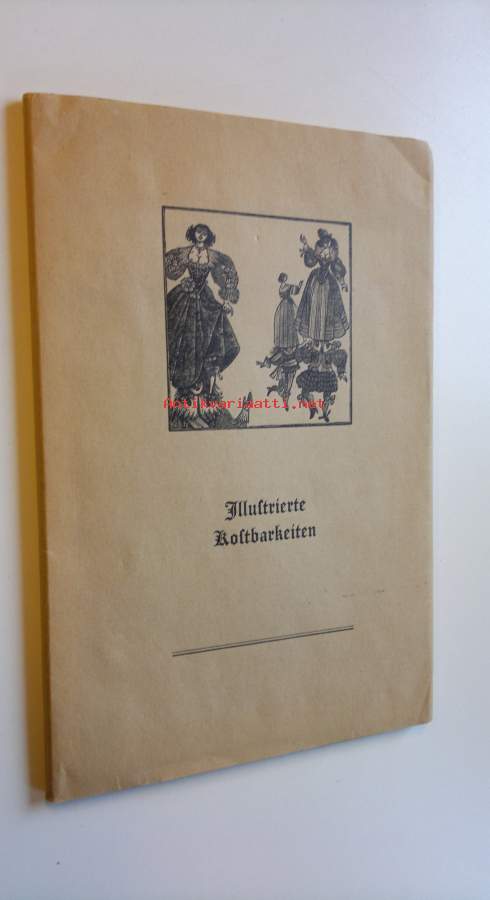 Antikvariaatti.net
Illustrierte
Kostbarkeiten